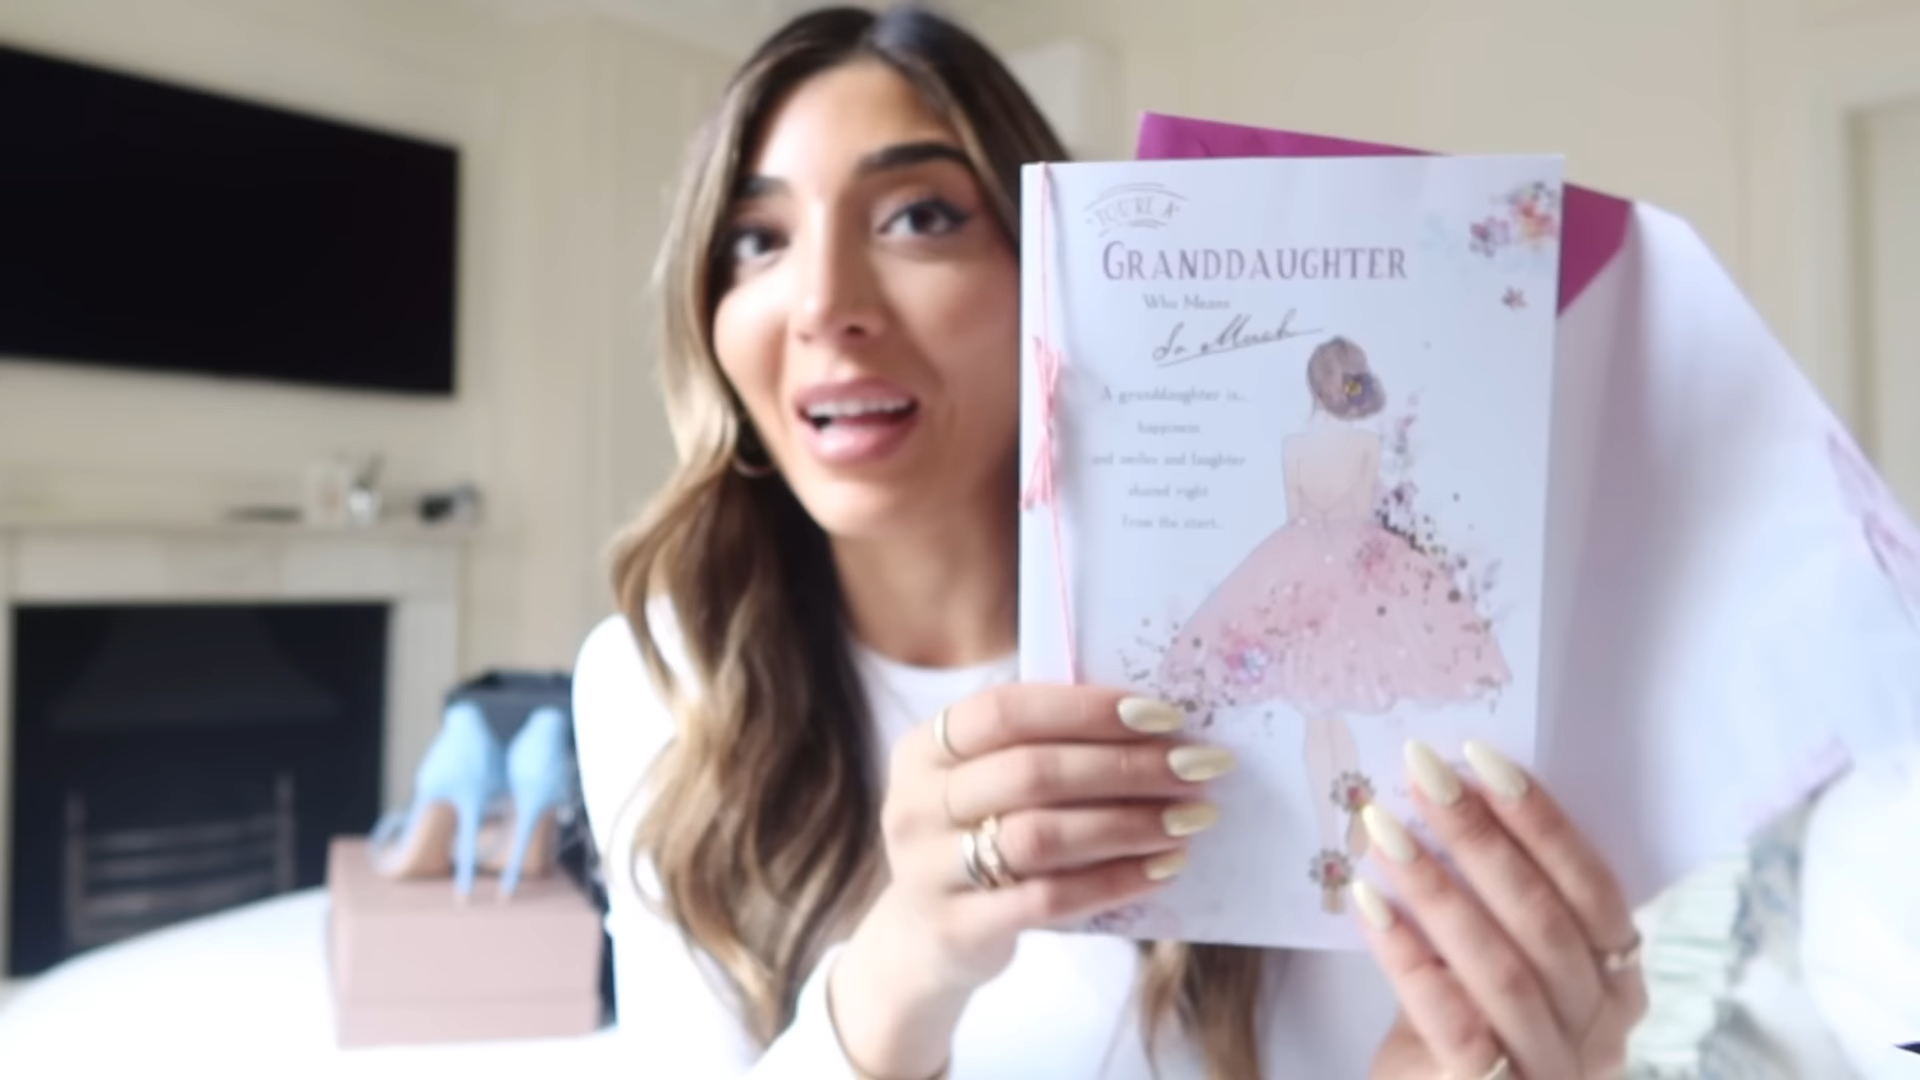 YOU'RE A
GRANDDAUGHTER
Who Means
So Much
A granddaughter is...
happiness
and smiles and laughter
shared right
from the start...